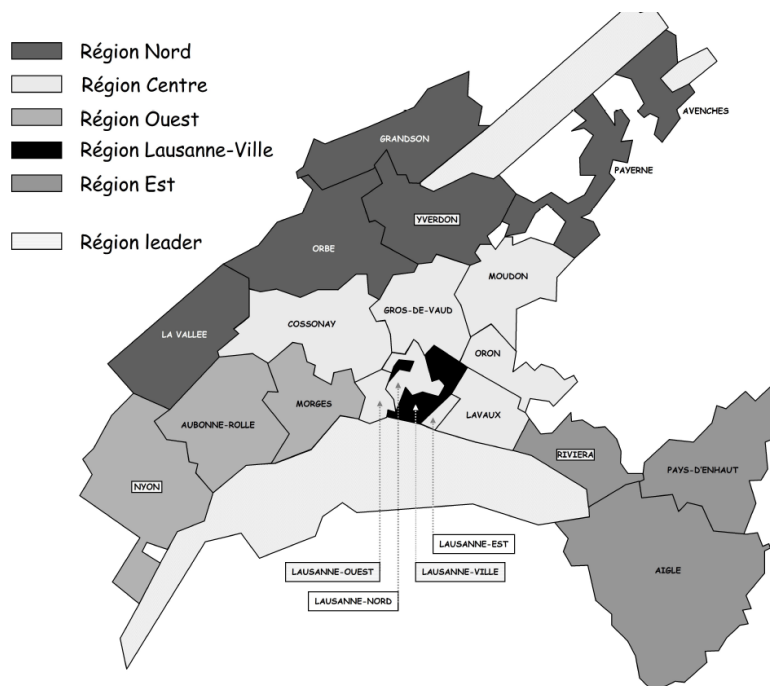 Région Nord
Région Centre
Région Ouest
Région Lausanne-Ville
Région Est
Région leader
AVENCHES
GRANDSON
PAYERNE
YVERDON
ORBE
MOUDON
GROS-DE-VAUD
COSSONAY
LA VALLEE
ORON
MORGES
LAVAUX
AUBONNE-ROLLE
RIVIERA
PAYS-D'ENHAUT
NYON
LAUSANNE-EST
LAUSANNE-OUEST
LAUSANNE-VILLE
AIGLE
LAUSANNE-NORD